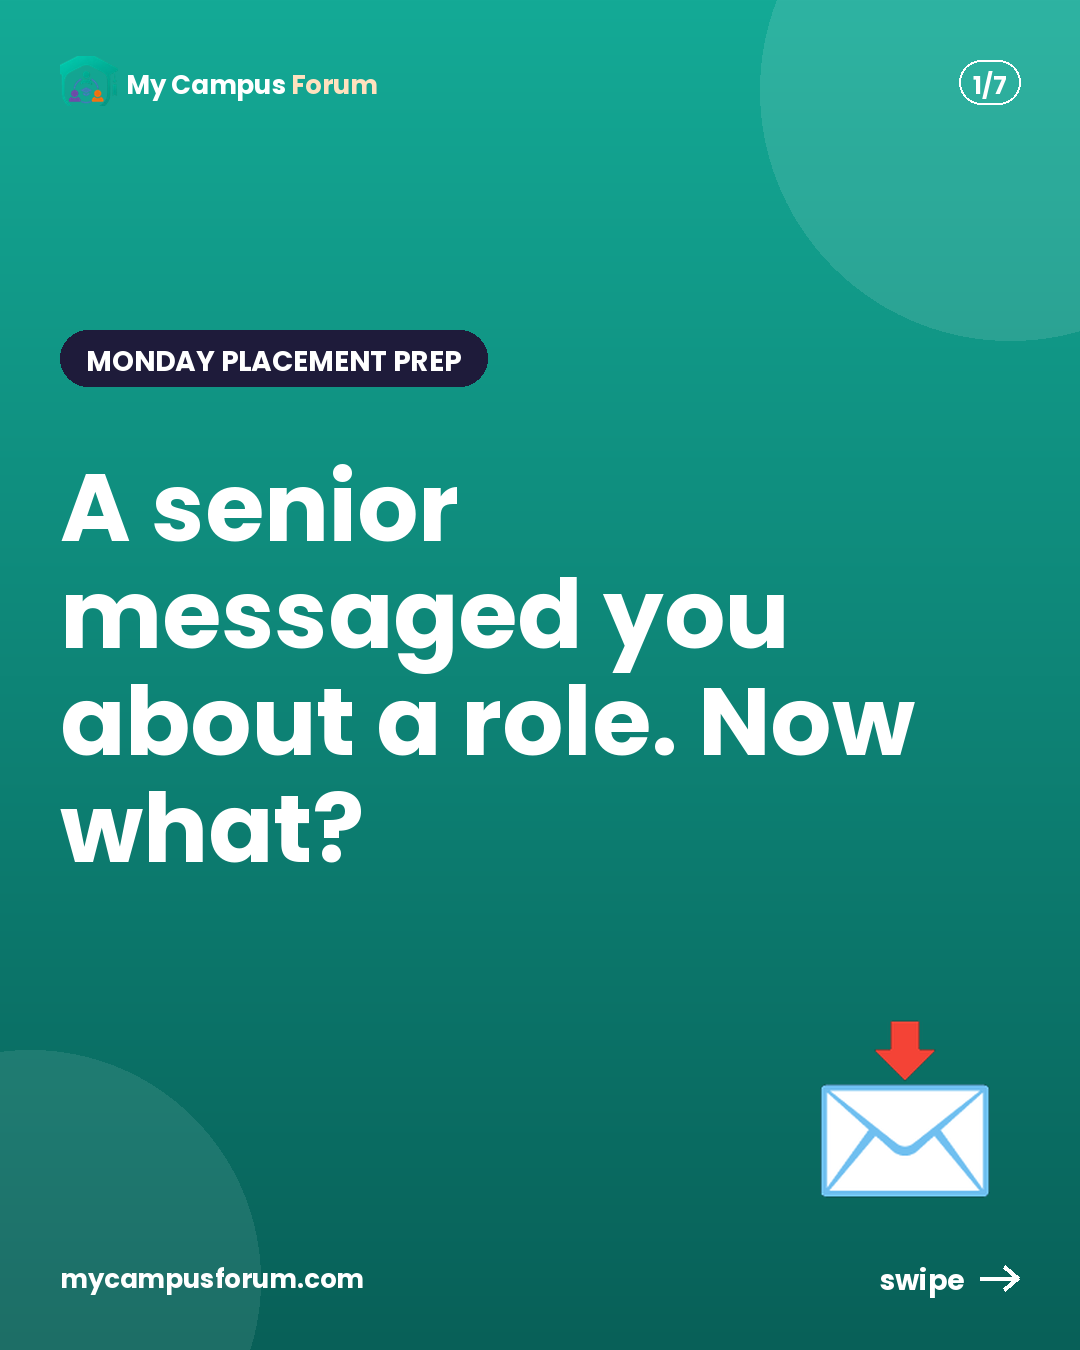 My Campus Forum
1/7
MONDAY PLACEMENT PREP
A senior
messaged you
about a role. Now
what?
mycampusforum.com
swipe →